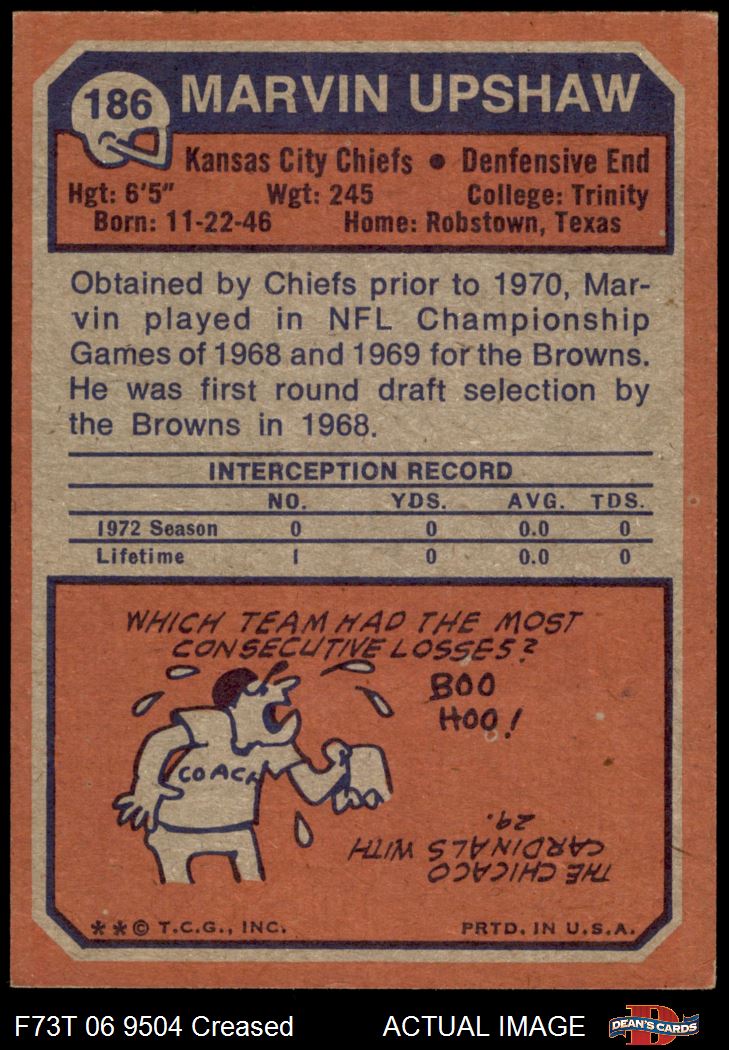 186 MARVIN UPSHAW
Kansas City Chiefs • Denfensive End
Hgt: 6'5" Wgt: 245 College: Trinity
Born: 11-22-46 Home: Robstown, Texas
Obtained by Chiefs prior to 1970, Mar-
vin played in NFL Championship
Games of 1968 and 1969 for the Browns.
He was first round draft selection by
the Browns in 1968.
INTERCEPTION RECORD
NO. YDS. AVG. TDS.
1972 Season 0 0 0.0 0
Lifetime 1 0 0.0 0
WHICH TEAM HAD THE MOST
CONSECUTIVE LOSSES?
BOO
HOO!
COACH
THE CHICAGO
CARDINALS WITH
29.
**© T.C.G., INC. PRTD. IN U.S.A.
F73T 06 9504 Creased ACTUAL IMAGE D DEAN'S CARDS